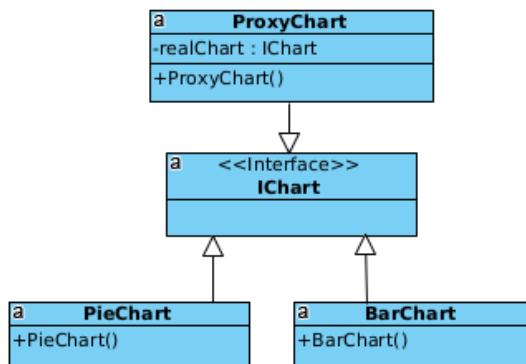 a ProxyChart
-realChart : IChart
+ProxyChart()
a <<Interface>>
IChart
a PieChart
+PieChart()
a BarChart
+BarChart()